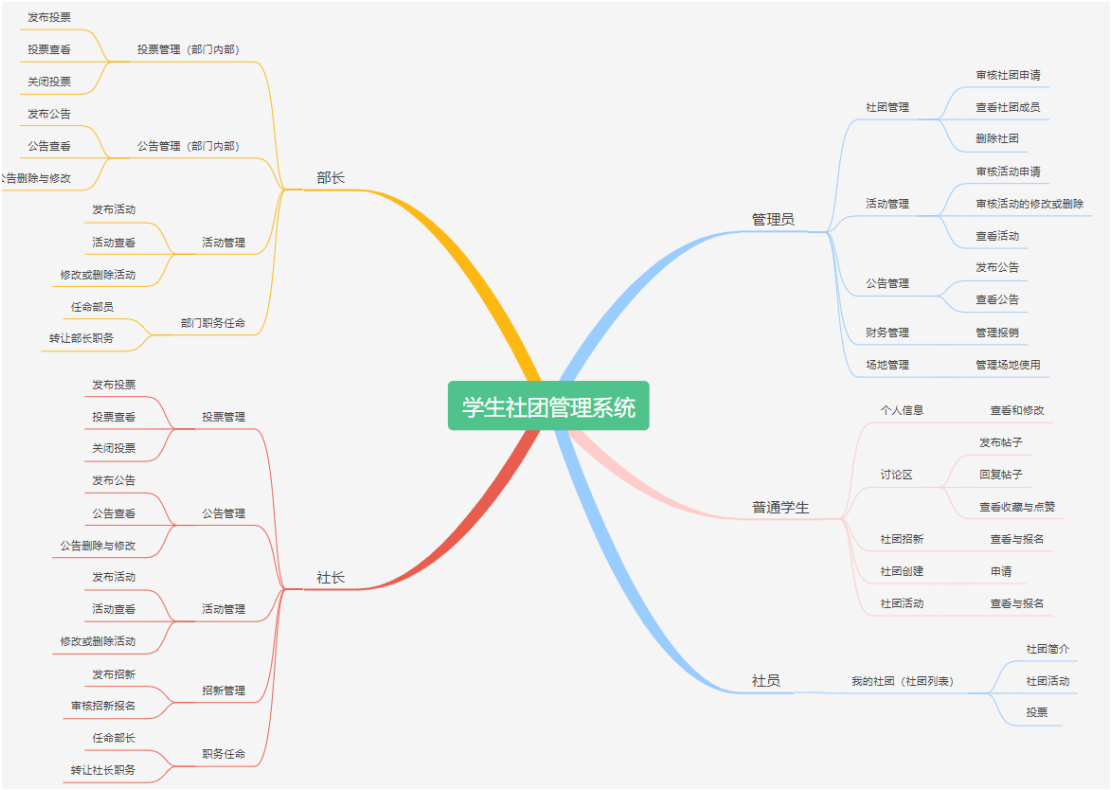 学生社团管理系统
部长
投票管理（部门内部）
发布投票
投票查看
关闭投票
公告管理（部门内部）
发布公告
公告查看
公告删除与修改
活动管理
发布活动
活动查看
修改或删除活动
部门职务任命
任命部员
转让部长职务
社长
投票管理
发布投票
投票查看
关闭投票
公告管理
发布公告
公告查看
公告删除与修改
活动管理
发布活动
活动查看
修改或删除活动
招新管理
发布招新
审核招新报名
职务任命
任命部长
转让社长职务
管理员
社团管理
审核社团申请
查看社团成员
删除社团
活动管理
审核活动申请
审核活动的修改或删除
查看活动
公告管理
发布公告
查看公告
财务管理
管理报销
场地管理
管理场地使用
普通学生
个人信息
查看和修改
讨论区
发布帖子
回复帖子
查看收藏与点赞
社团招新
查看与报名
社团创建
申请
社团活动
查看与报名
社员
我的社团（社团列表）
社团简介
社团活动
投票